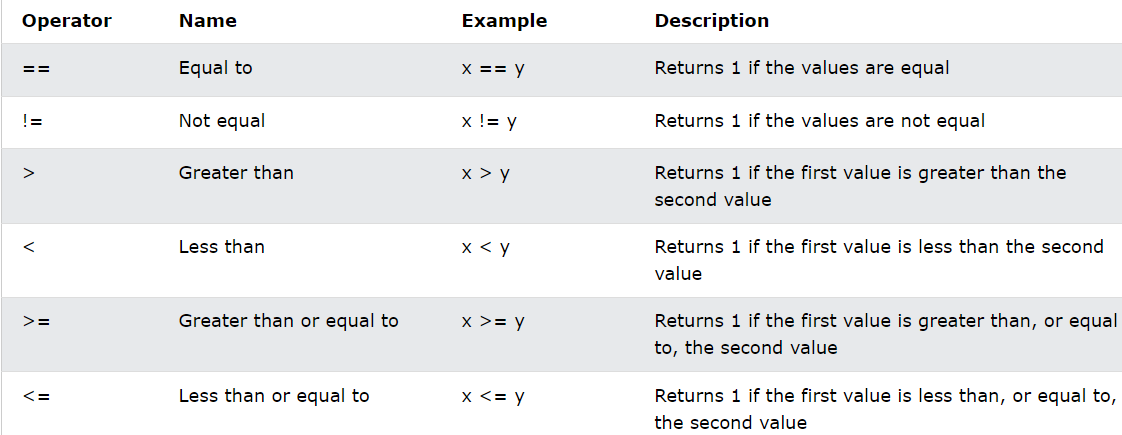 Operator Name Example Description
== Equal to x == y Returns 1 if the values are equal
!= Not equal x != y Returns 1 if the values are not equal
> Greater than x > y Returns 1 if the first value is greater than the
second value
< Less than x < y Returns 1 if the first value is less than the second
value
>= Greater than or equal to x >= y Returns 1 if the first value is greater than, or equal
to, the second value
<= Less than or equal to x <= y Returns 1 if the first value is less than, or equal to,
the second value